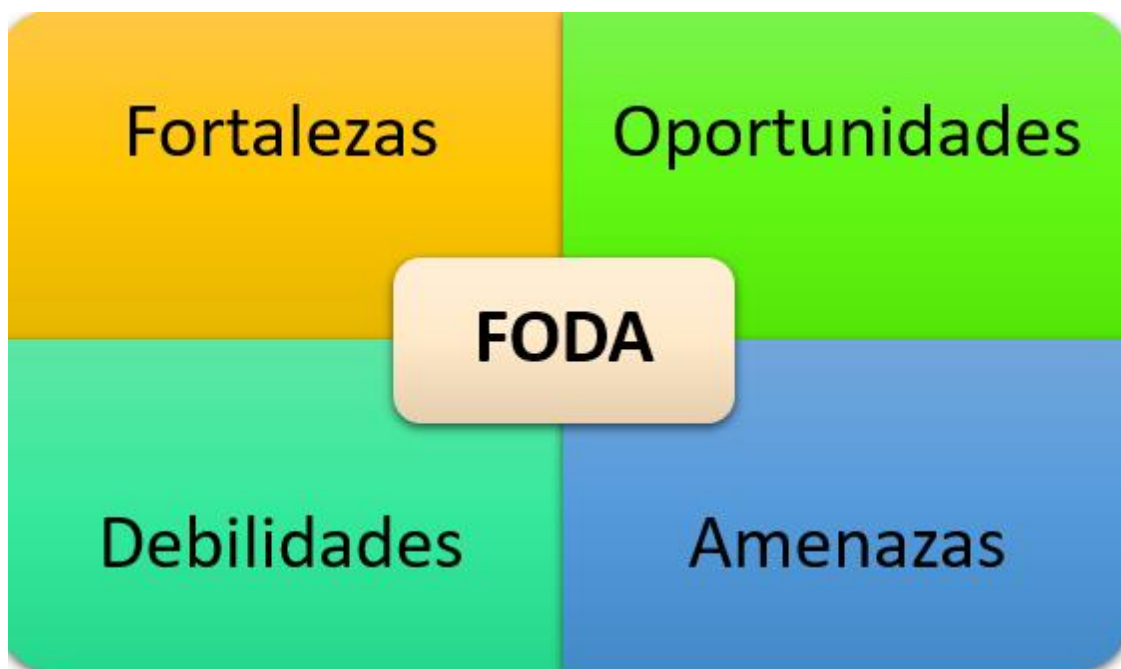 Fortalezas
Oportunidades
FODA
Debilidades
Amenazas